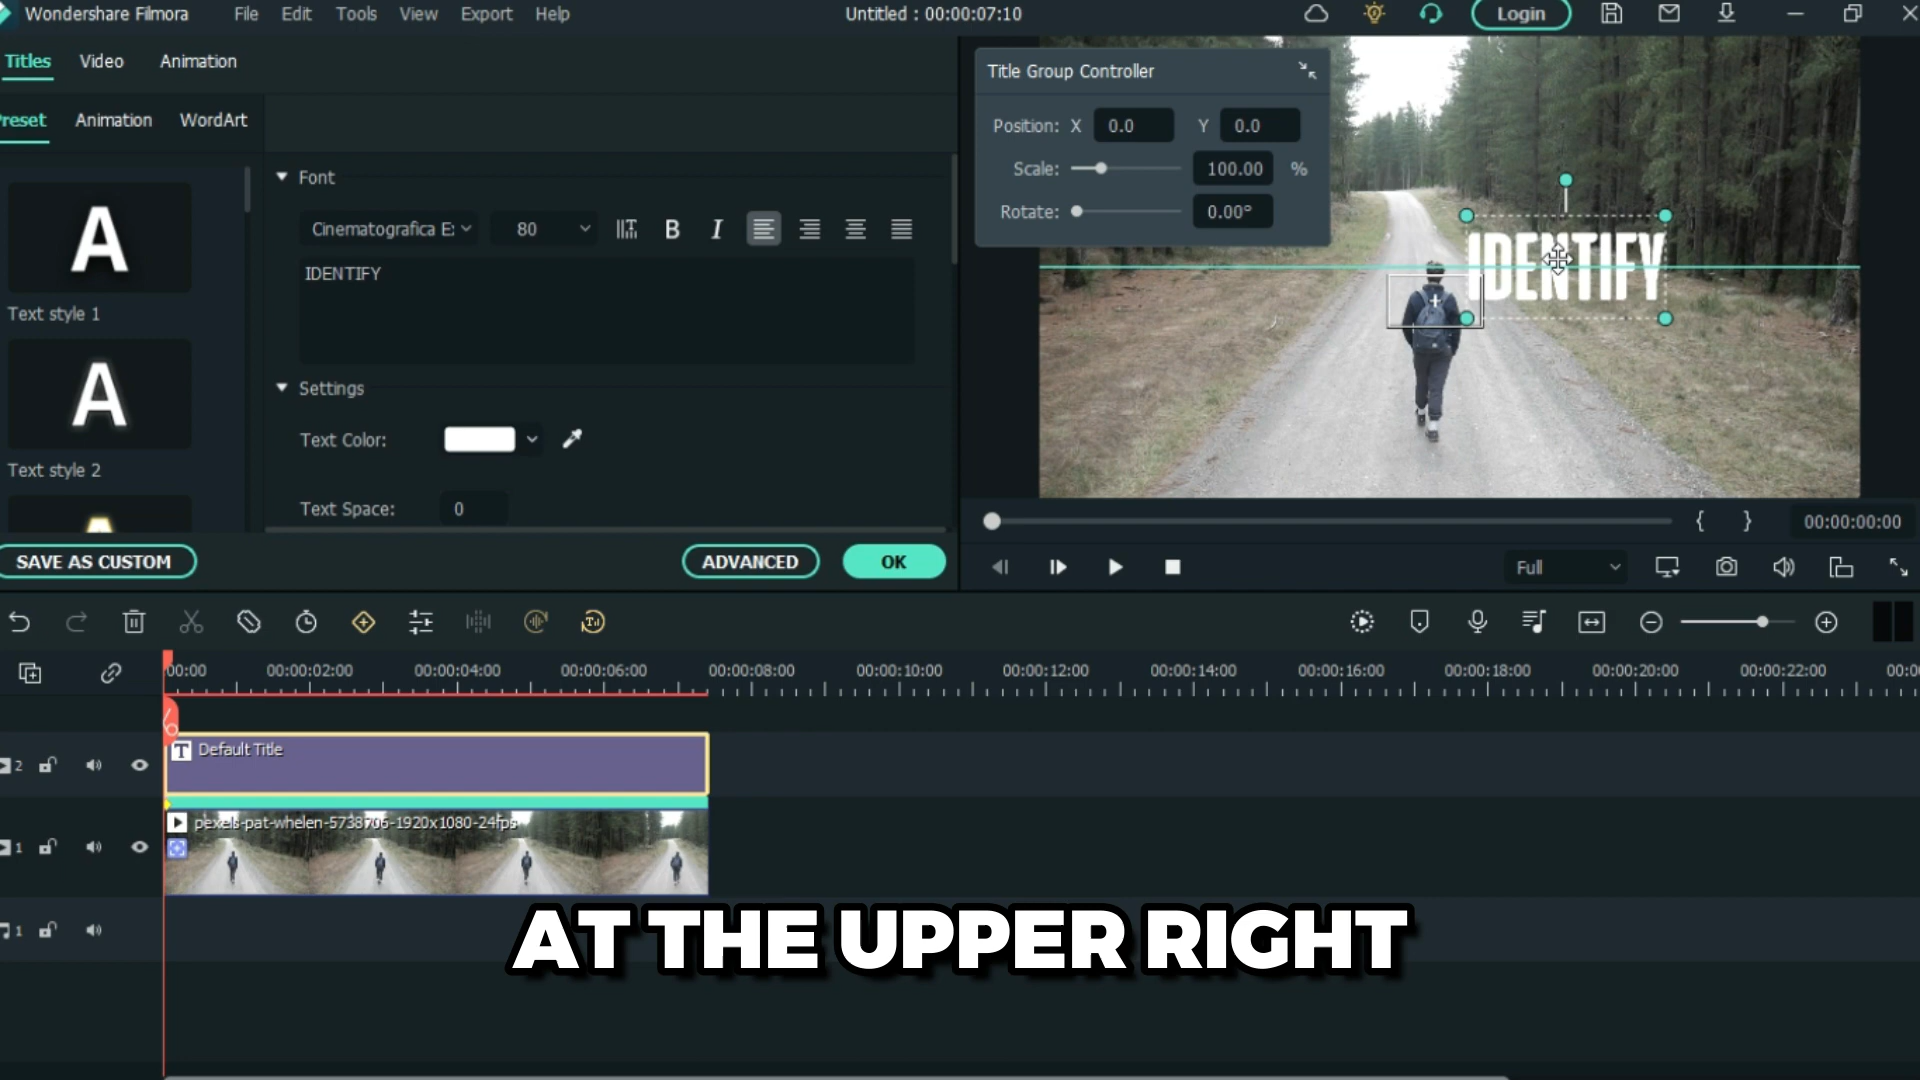 Wondershare Filmora File Edit Tools View Export Help Untitled : 00:00:07:10 Login
Titles Video Animation
Preset Animation WordArt
Title Group Controller
Position: X 0.0 Y 0.0
Scale: 100.00 %
Rotate: 0.00°
Font
Cinematografica Ex 80 B I
IDENTIFY
A
Text style 1
Settings
A
Text Color:
Text style 2
Text Space: 0
A
SAVE AS CUSTOM ADVANCED OK
IDENTIFY
{ } 00:00:00:00
Full
00:00 00:00:02:00 00:00:04:00 00:00:06:00 00:00:08:00 00:00:10:00 00:00:12:00 00:00:14:00 00:00:16:00 00:00:18:00 00:00:20:00 00:00:22:00 00:0
T Default Title
2
pexels-pat-whelen-5738706-1920x1080-24fps
1
1
AT THE UPPER RIGHT